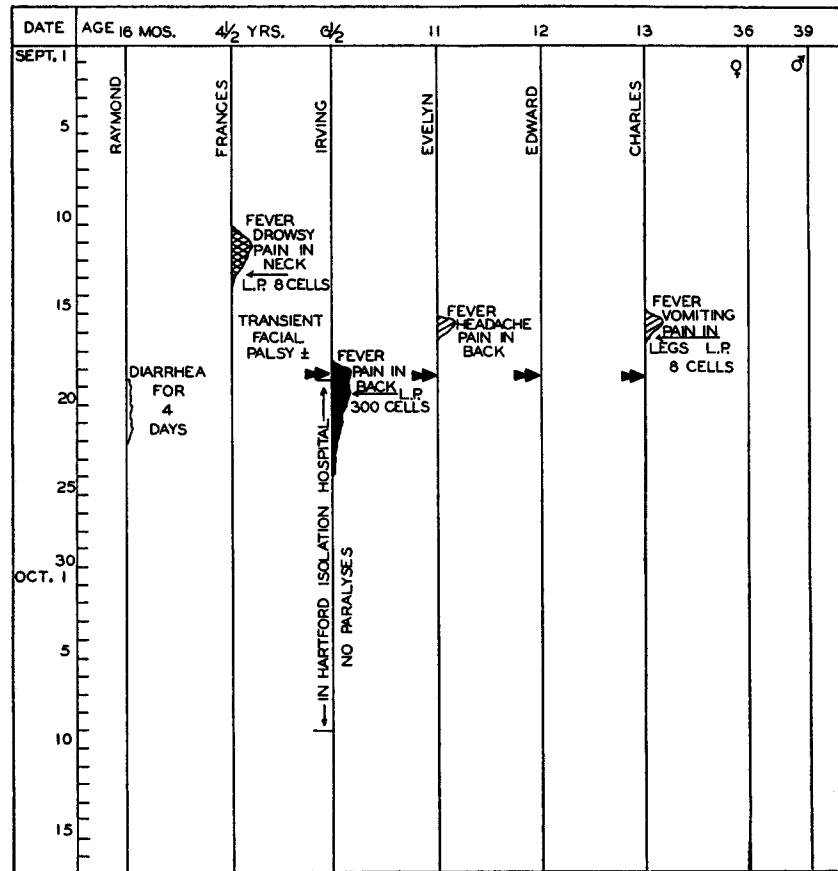 DATE AGE 16 MOS. 4½ YRS. 6½ 11 12 13 36 39
SEPT. 1
♀ ♂
RAYMOND
FRANCES
IRVING
EVELYN
EDWARD
CHARLES
5
10
FEVER
DROWSY
PAIN IN
NECK
L.P. 8 CELLS
15
TRANSIENT
FACIAL
PALSY ±
FEVER
HEADACHE
PAIN IN
BACK
FEVER
VOMITING
PAIN IN
LEGS L.P.
8 CELLS
DIARRHEA
FOR
4
DAYS
FEVER
PAIN IN
BACK
L.P.
300 CELLS
20
25
30
OCT. 1
IN HARTFORD ISOLATION HOSPITAL
NO PARALYSES
5
10
15